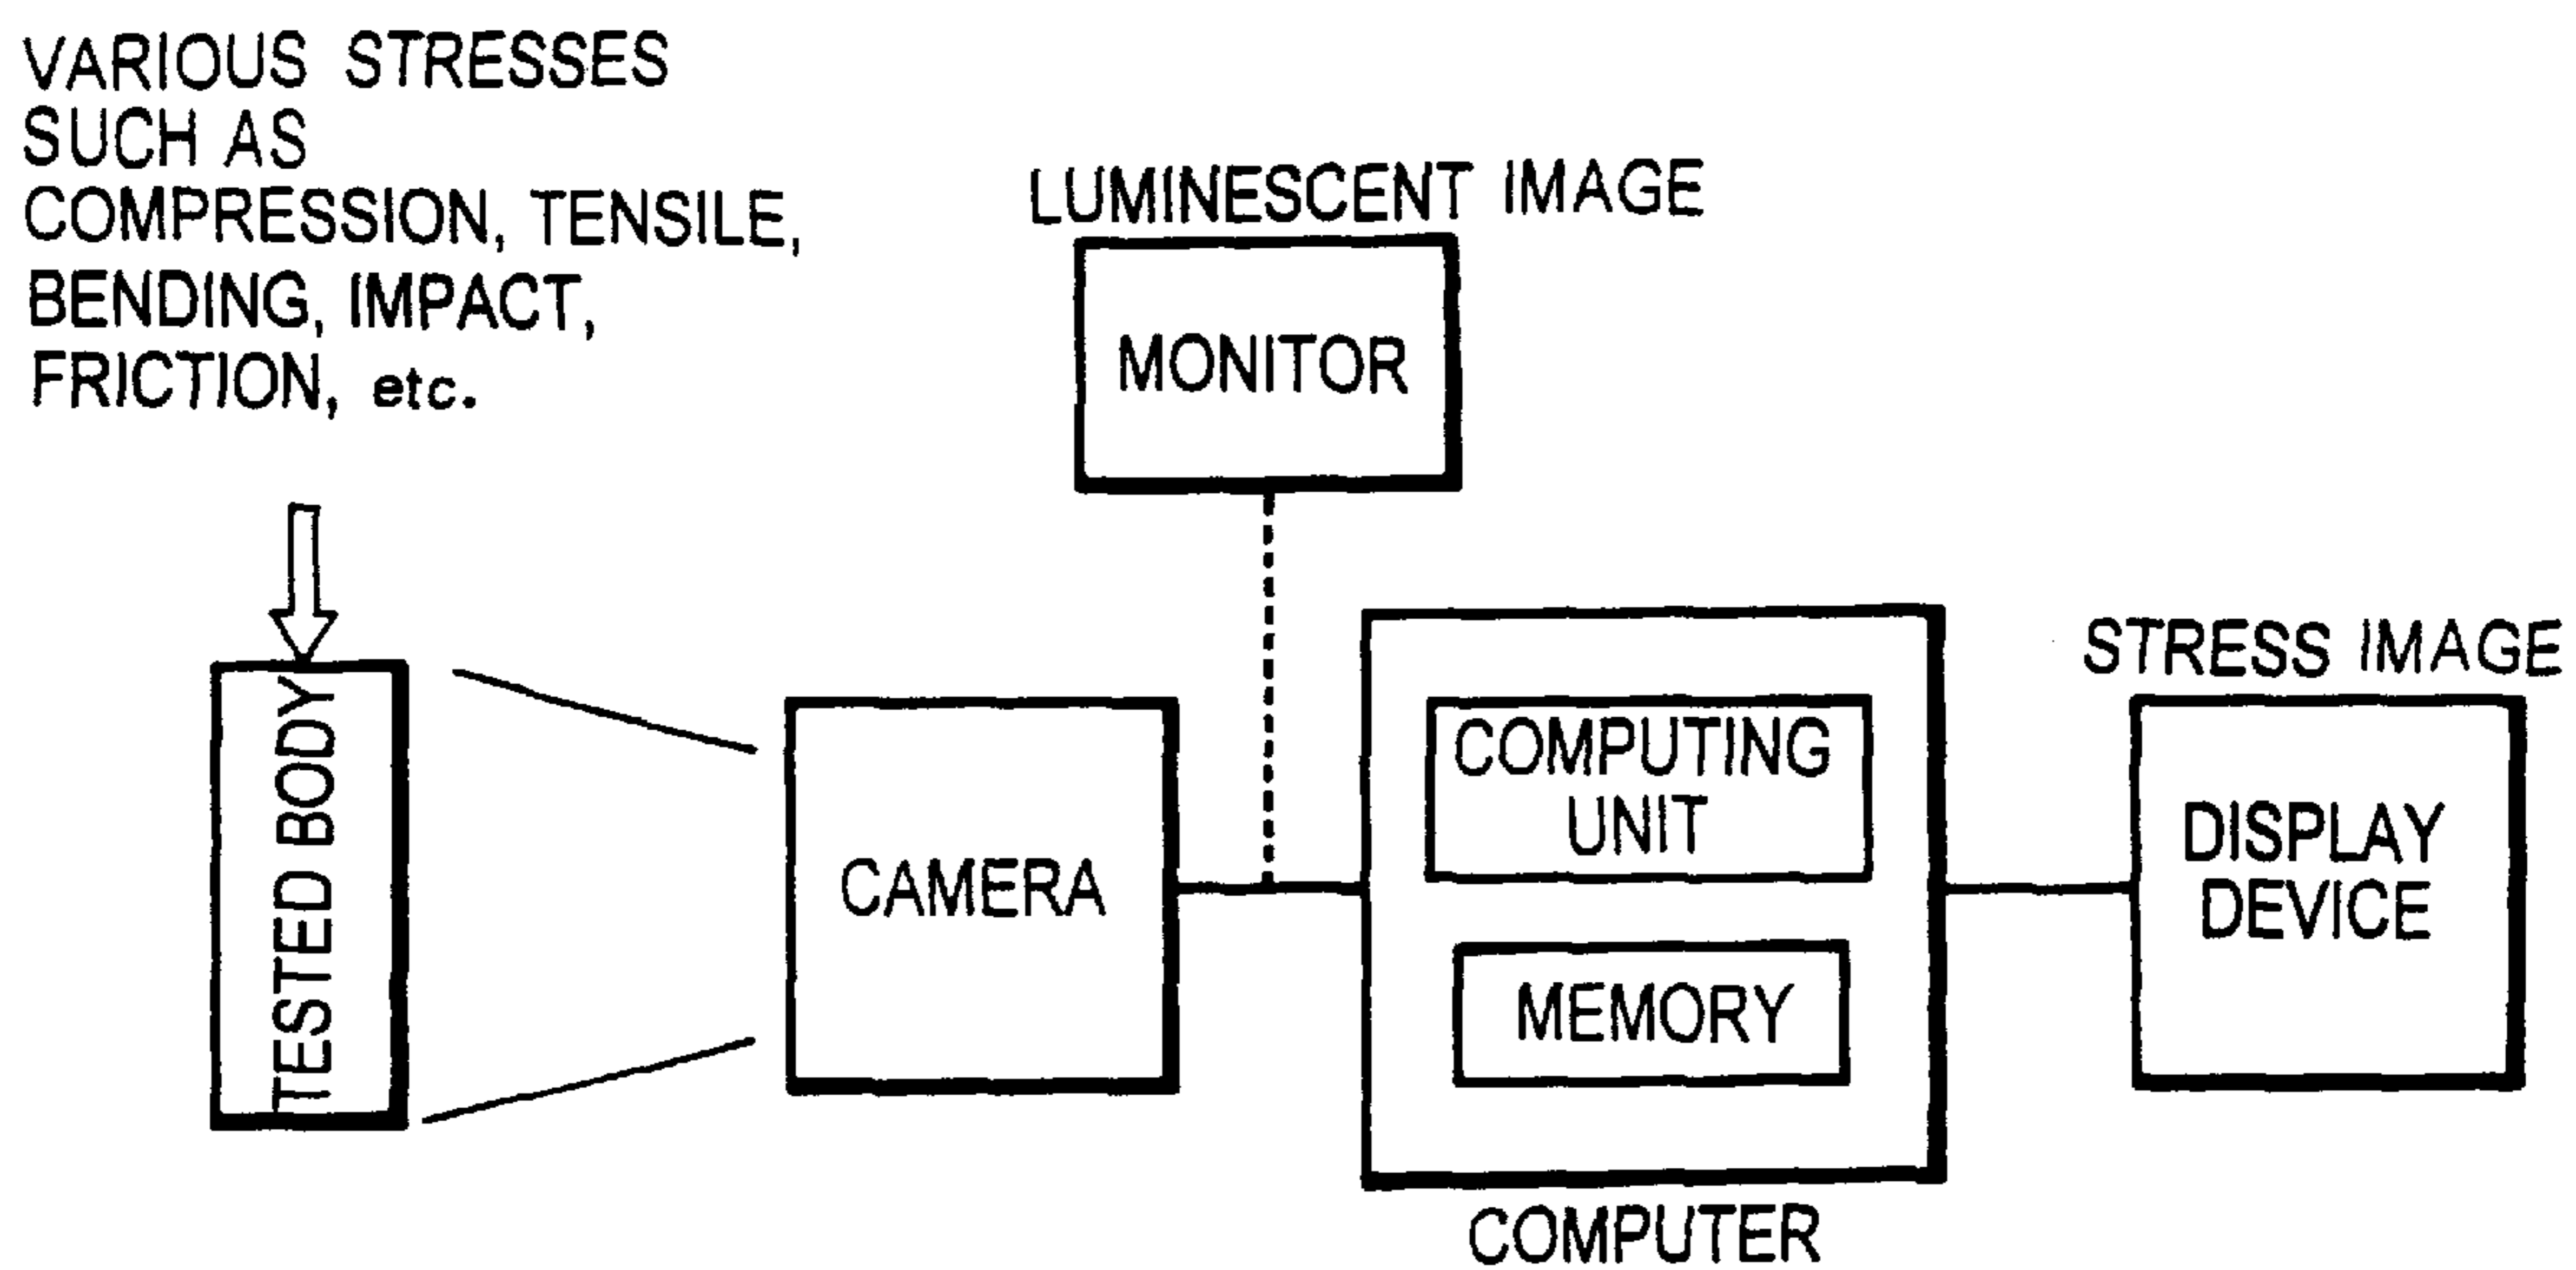 VARIOUS STRESSES
SUCH AS
COMPRESSION, TENSILE,
BENDING, IMPACT,
FRICTION, etc.
LUMINESCENT IMAGE
MONITOR
TESTED BODY
CAMERA
COMPUTING
UNIT
MEMORY
COMPUTER
STRESS IMAGE
DISPLAY
DEVICE